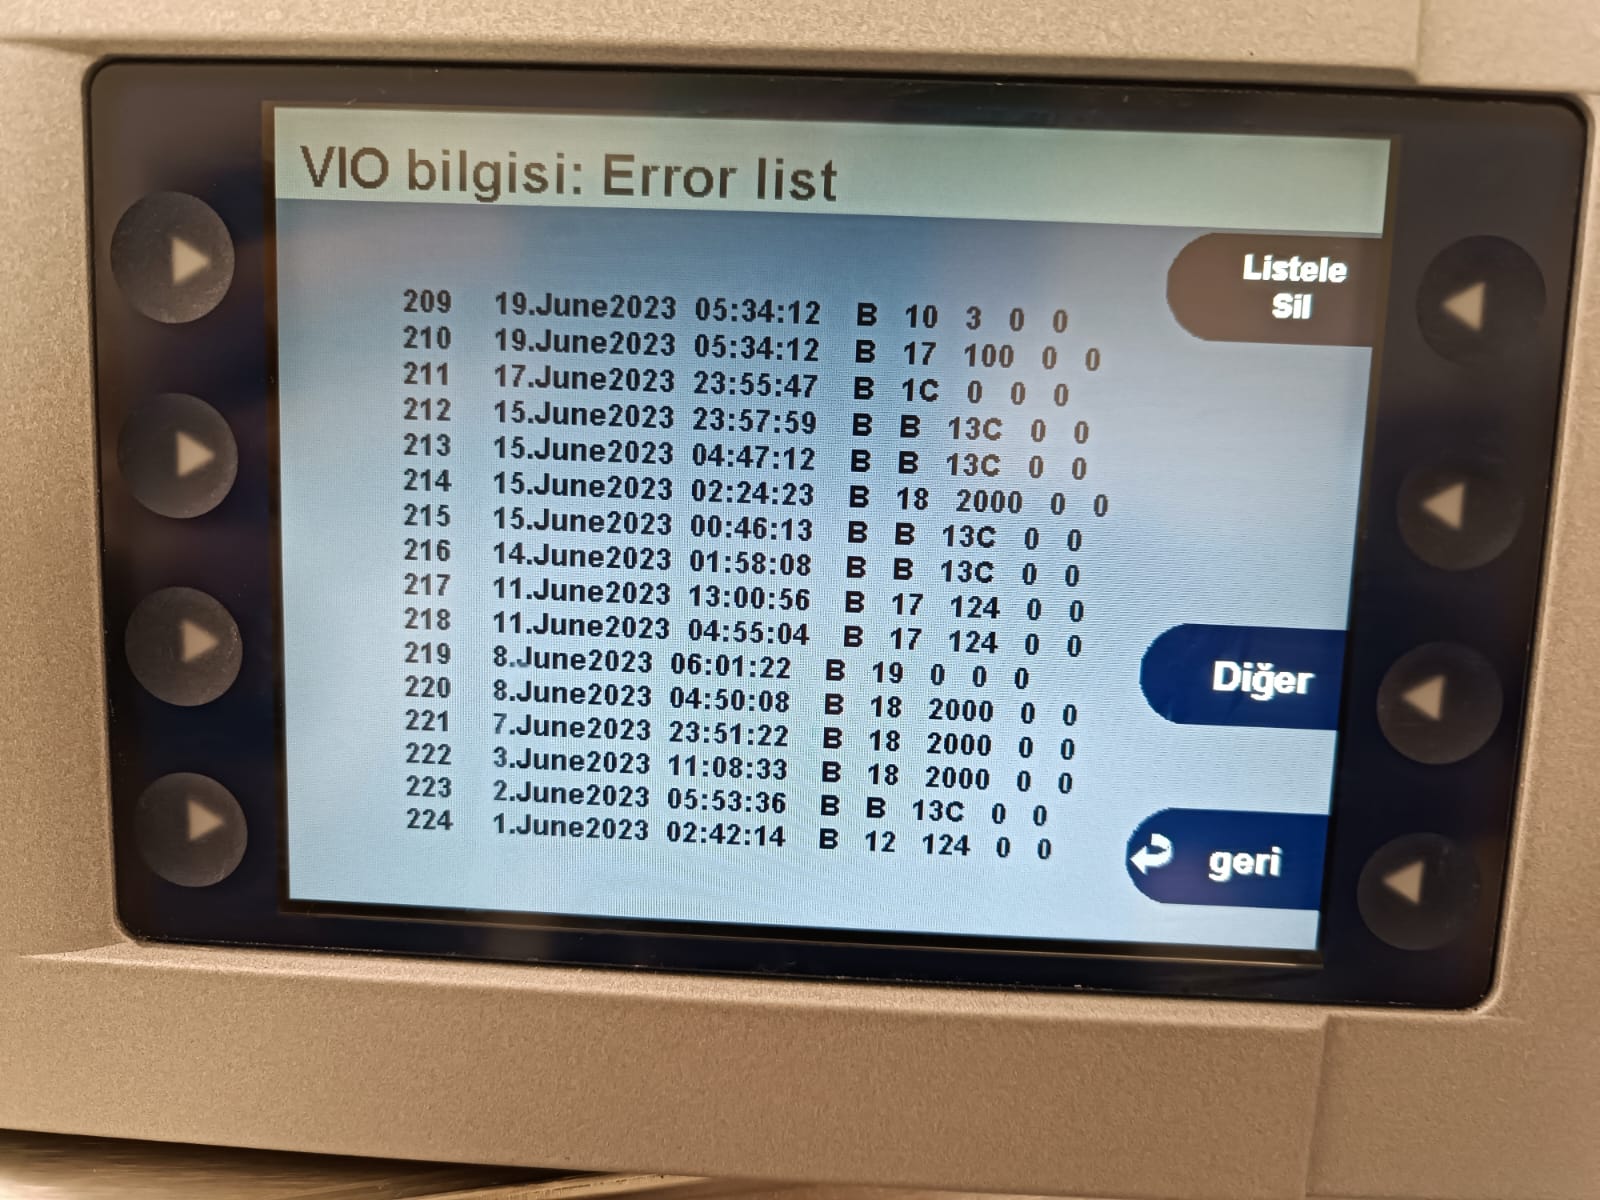 VIO bilgisi: Error list
Listele
Sil
209 19.June2023 05:34:12 B 10 3 0 0
210 19.June2023 05:34:12 B 17 100 0 0
211 17.June2023 23:55:47 B 1C 0 0 0
212 15.June2023 23:57:59 B B 13C 0 0
213 15.June2023 04:47:12 B B 13C 0 0
214 15.June2023 02:24:23 B 18 2000 0 0
215 15.June2023 00:46:13 B B 13C 0 0
216 14.June2023 01:58:08 B B 13C 0 0
217 11.June2023 13:00:56 B 17 124 0 0
218 11.June2023 04:55:04 B 17 124 0 0
219 8.June2023 06:01:22 B 19 0 0 0
220 8.June2023 04:50:08 B 18 2000 0 0
221 7.June2023 23:51:22 B 18 2000 0 0
222 3.June2023 11:08:33 B 18 2000 0 0
223 2.June2023 05:53:36 B B 13C 0 0
224 1.June2023 02:42:14 B 12 124 0 0
Diğer
geri